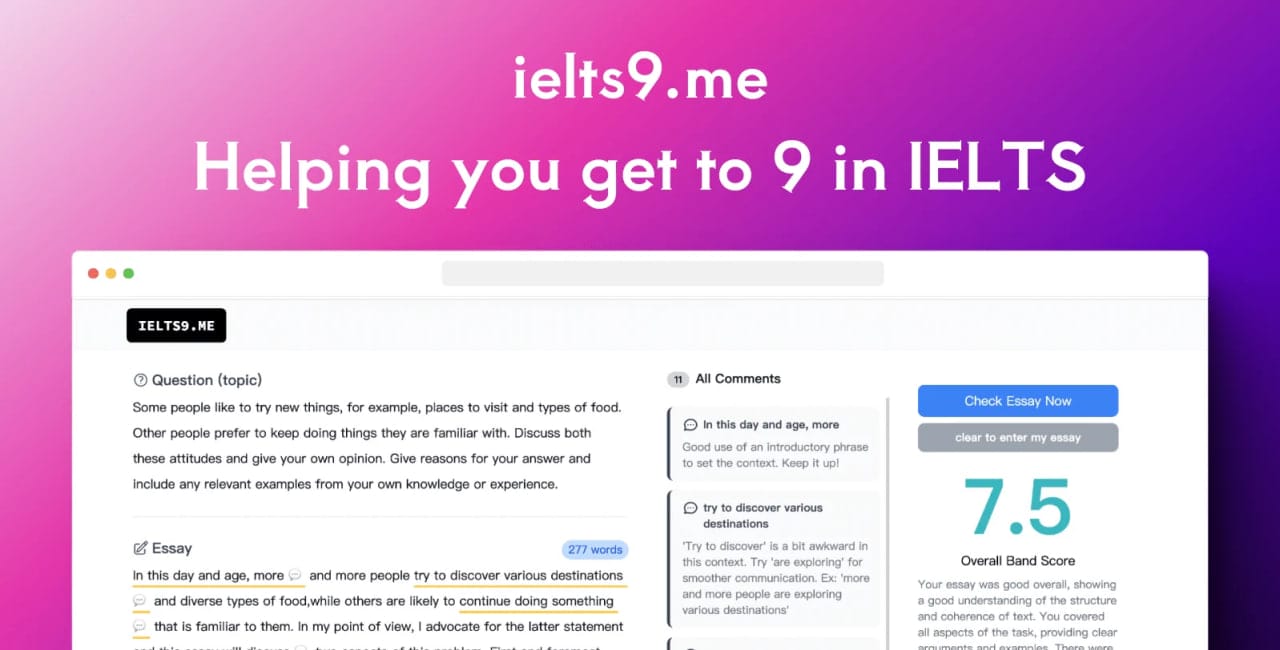 ielts9.me
Helping you get to 9 in IELTS
IELTS9.ME
Question (topic)
Some people like to try new things, for example, places to visit and types of food.
Other people prefer to keep doing things they are familiar with. Discuss both
these attitudes and give your own opinion. Give reasons for your answer and
include any relevant examples from your own knowledge or experience.
Essay
277 words
In this day and age, more and more people try to discover various destinations
and diverse types of food,while others are likely to continue doing something
that is familiar to them. In my point of view, I advocate for the latter statement
11 All Comments
In this day and age, more
Good use of an introductory phrase
to set the context. Keep it up!
try to discover various
destinations
'Try to discover' is a bit awkward in
this context. Try 'are exploring' for
smoother communication. Ex: 'more
and more people are exploring
various destinations'
Check Essay Now
clear to enter my essay
7.5
Overall Band Score
Your essay was good overall, showing
a good understanding of the structure
and coherence of text. You covered
all aspects of the task, providing clear
arguments and examples. There were